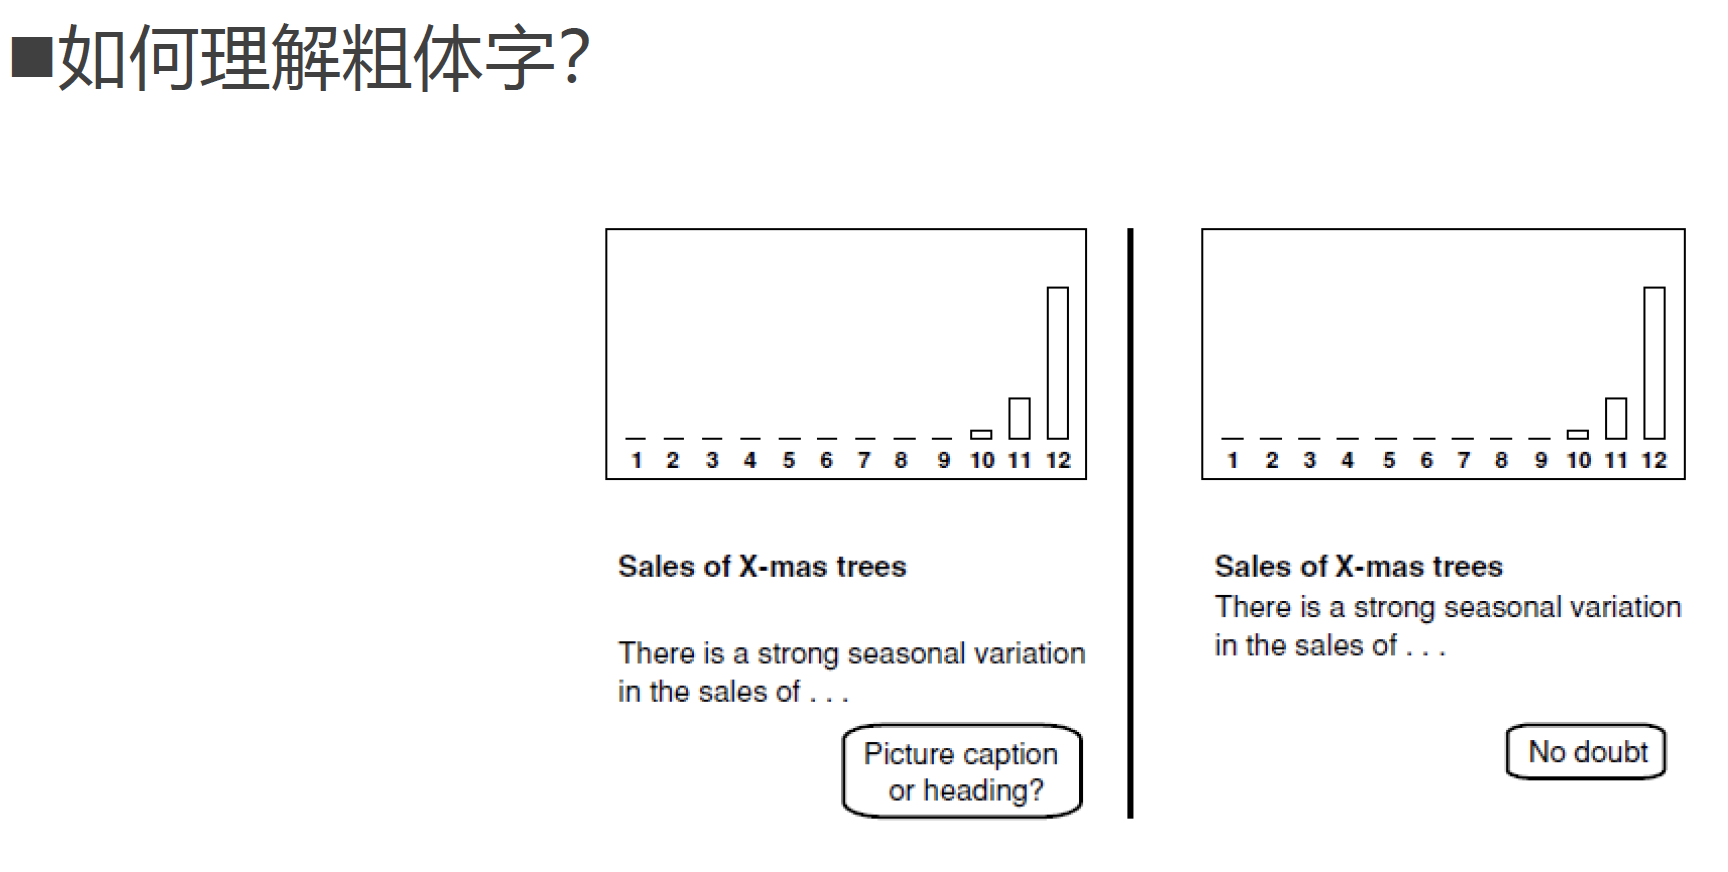 ■如何理解粗体字?
1 2 3 4 5 6 7 8 9 10 11 12
Sales of X-mas trees
There is a strong seasonal variation
in the sales of . . .
Picture caption
or heading?
1 2 3 4 5 6 7 8 9 10 11 12
Sales of X-mas trees
There is a strong seasonal variation
in the sales of . . .
No doubt